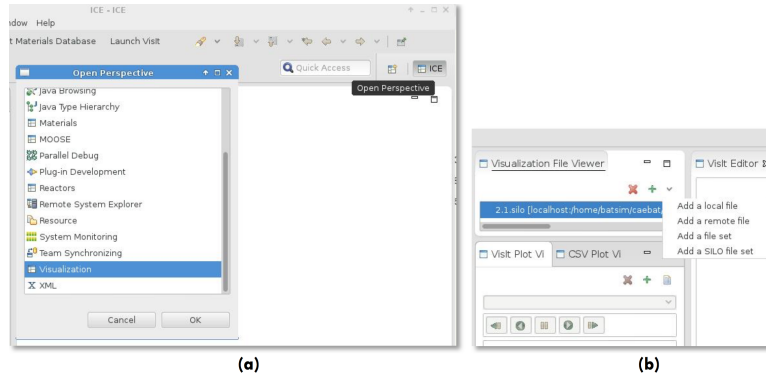 ICE - ICE
ndow Help
t Materials Database Launch VisIt
Quick Access
ICE
Open Perspective
Open Perspective
Java Browsing
Java Type Hierarchy
Materials
MOOSE
Parallel Debug
Plug-in Development
Reactors
Remote System Explorer
Resource
System Monitoring
Team Synchronizing
Visualization
XML
Cancel OK
(a)
Visualization File Viewer
VisIt Editor
2.1.silo [localhost:/home/batsim/caebat,
Add a local file
Add a remote file
Add a file set
Add a SILO file set
VisIt Plot Vi CSV Plot Vi
(b)